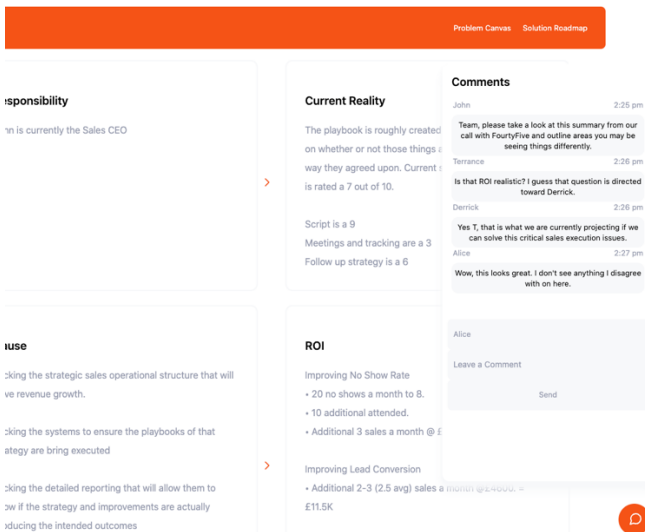 Problem Canvas Solution Roadmap
esponsibility
nn is currently the Sales CEO
Current Reality
The playbook is roughly created
on whether or not those things a
way they agreed upon. Current s
is rated a 7 out of 10.
Script is a 9
Meetings and tracking are a 3
Follow up strategy is a 6
ause
cking the strategic sales operational structure that will
ve revenue growth.
cking the systems to ensure the playbooks of that
ategy are bring executed
cking the detailed reporting that will allow them to
ow if the strategy and improvements are actually
oducing the intended outcomes
ROI
Improving No Show Rate
• 20 no shows a month to 8.
• 10 additional attended.
• Additional 3 sales a month @ £
Improving Lead Conversion
• Additional 2-3 (2.5 avg) sales a month @£4600. =
£11.5K
Comments
John 2:25 pm
Team, please take a look at this summary from our
call with FourtyFive and outline areas you may be
seeing things differently.
Terrance 2:26 pm
Is that ROI realistic? I guess that question is directed
toward Derrick.
Derrick 2:26 pm
Yes T, that is what we are currently projecting if we
can solve this critical sales execution issues.
Alice 2:27 pm
Wow, this looks great. I don't see anything I disagree
with on here.
Alice
Leave a Comment
Send